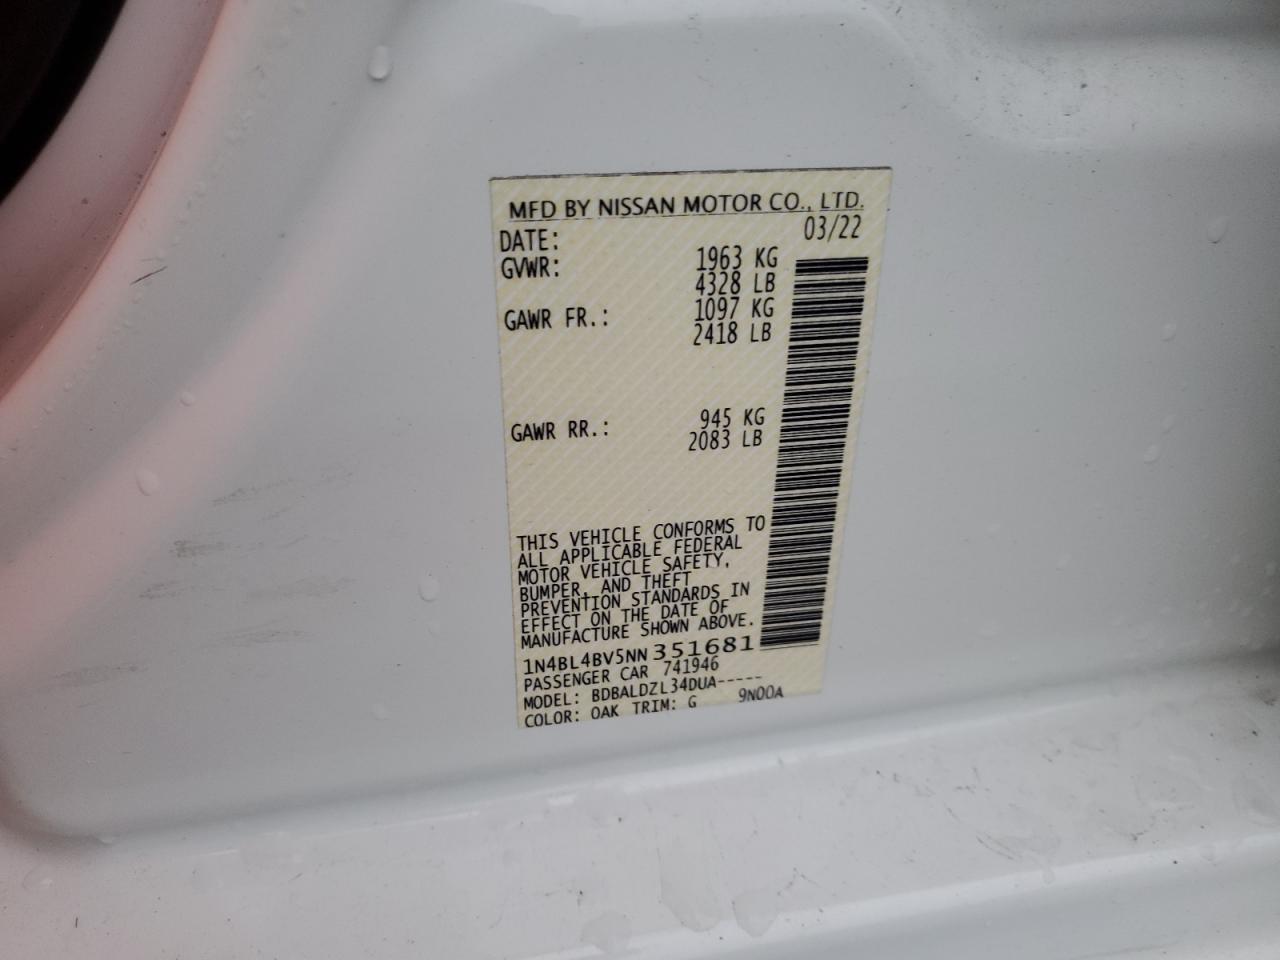 MFD BY NISSAN MOTOR CO., LTD.
DATE: 03/22
GVWR: 1963 KG
4328 LB
GAWR FR.: 1097 KG
2418 LB
GAWR RR.: 945 KG
2083 LB
THIS VEHICLE CONFORMS TO
ALL APPLICABLE FEDERAL
MOTOR VEHICLE SAFETY,
BUMPER, AND THEFT
PREVENTION STANDARDS IN
EFFECT ON THE DATE OF
MANUFACTURE SHOWN ABOVE.
1N4BL4BV5NN351681
PASSENGER CAR 741946
MODEL: BDBALDZL34DUA-----
COLOR: QAK TRIM: G 9N00A